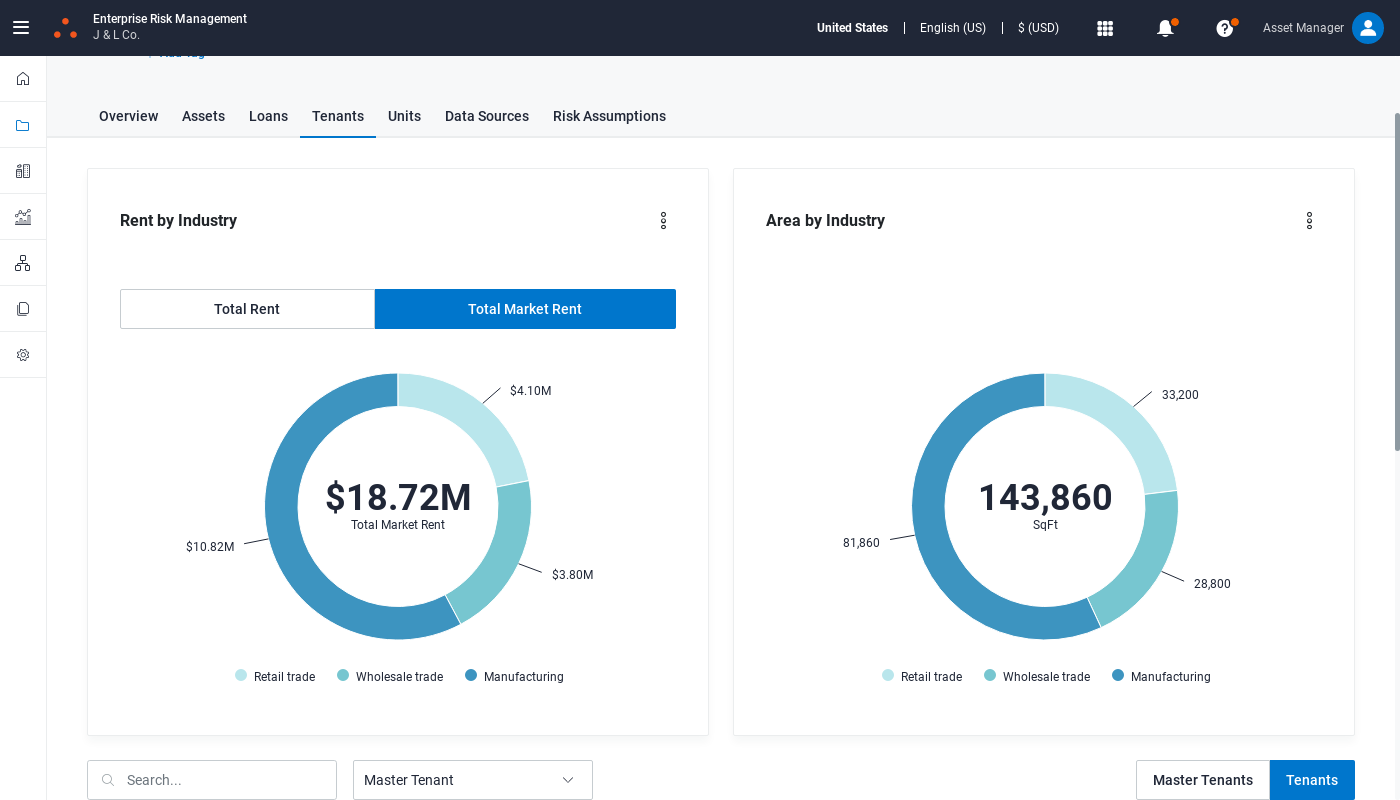 Enterprise Risk Management
J & L Co.
United States
English (US)
$ (USD)
Asset Manager
Add Tag
Overview
Assets
Loans
Tenants
Units
Data Sources
Risk Assumptions
Rent by Industry
Total Rent
Total Market Rent
$4.10M
$18.72M
Total Market Rent
$10.82M
$3.80M
Retail trade
Wholesale trade
Manufacturing
Area by Industry
33,200
143,860
SqFt
81,860
28,800
Retail trade
Wholesale trade
Manufacturing
Search...
Master Tenant
Master Tenants
Tenants